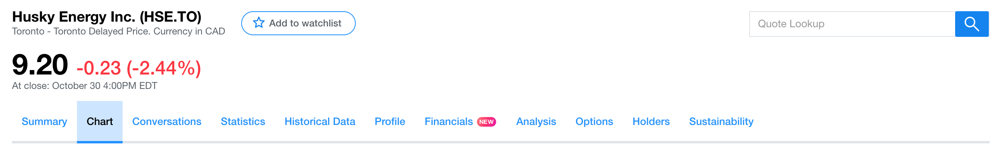 Husky Energy Inc. (HSE.TO)
Toronto - Toronto Delayed Price. Currency in CAD
Add to watchlist
Quote Lookup
9.20 -0.23 (-2.44%)
At close: October 30 4:00PM EDT
Summary Chart Conversations Statistics Historical Data Profile Financials NEW Analysis Options Holders Sustainability